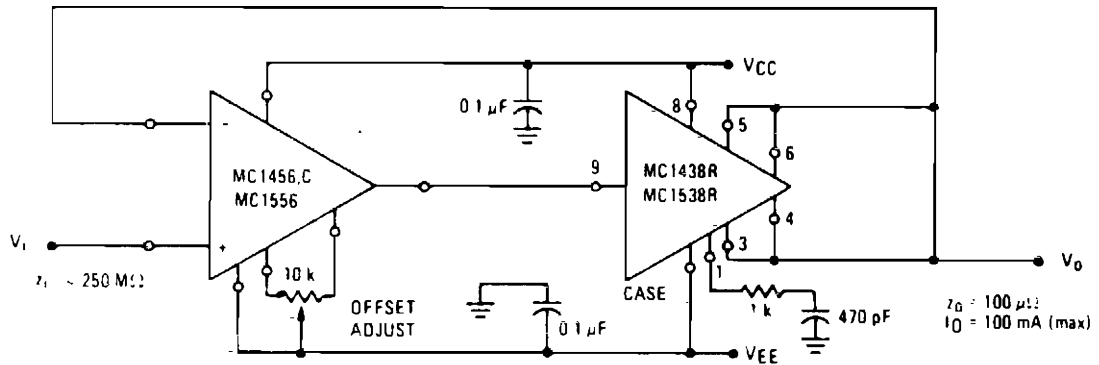 VCC
0.1 µF
8
5
6
-
MC1456,C
MC1556
9
MC1438R
MC1538R
4
VI
+
3
VO
1
zi ~ 250 MΩ
10 k
OFFSET
ADJUST
CASE
1 k
470 pF
0.1 µF
zo = 100 µΩ
IO = 100 mA (max)
VEE